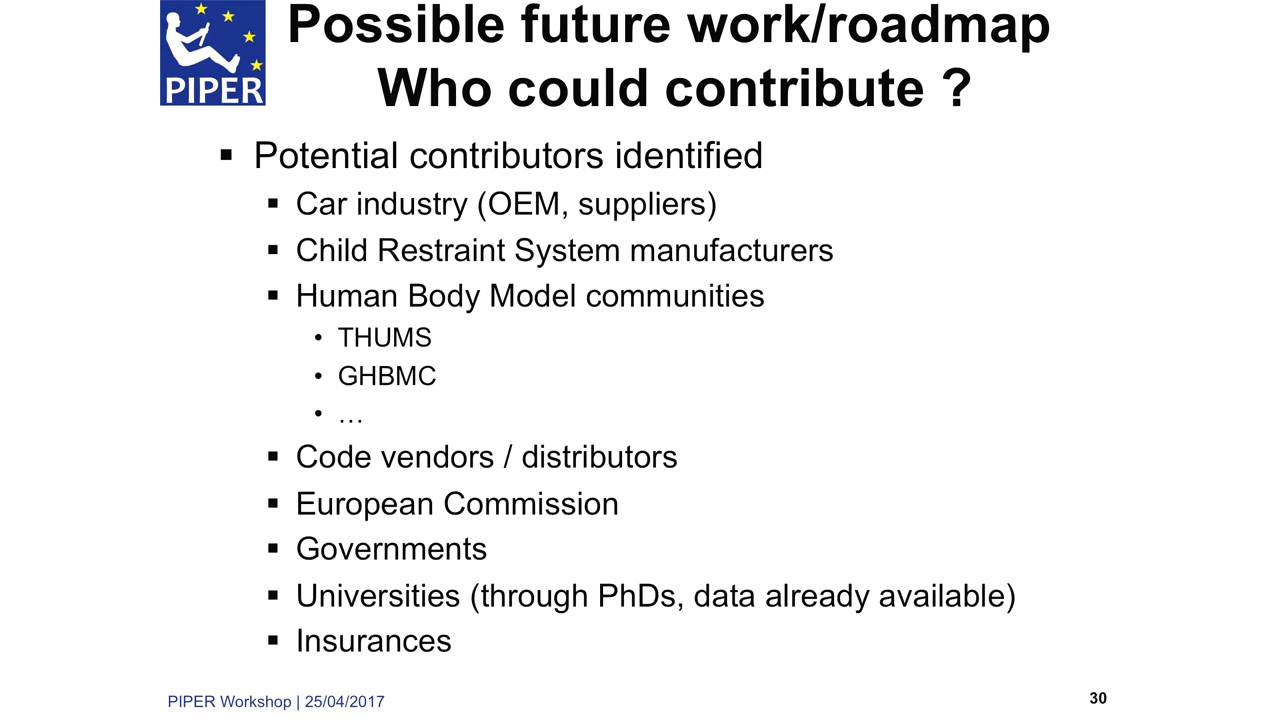 PIPER
Possible future work/roadmap
Who could contribute ?
▪ Potential contributors identified
▪ Car industry (OEM, suppliers)
▪ Child Restraint System manufacturers
▪ Human Body Model communities
• THUMS
• GHBMC
• …
▪ Code vendors / distributors
▪ European Commission
▪ Governments
▪ Universities (through PhDs, data already available)
▪ Insurances
PIPER Workshop | 25/04/2017
30